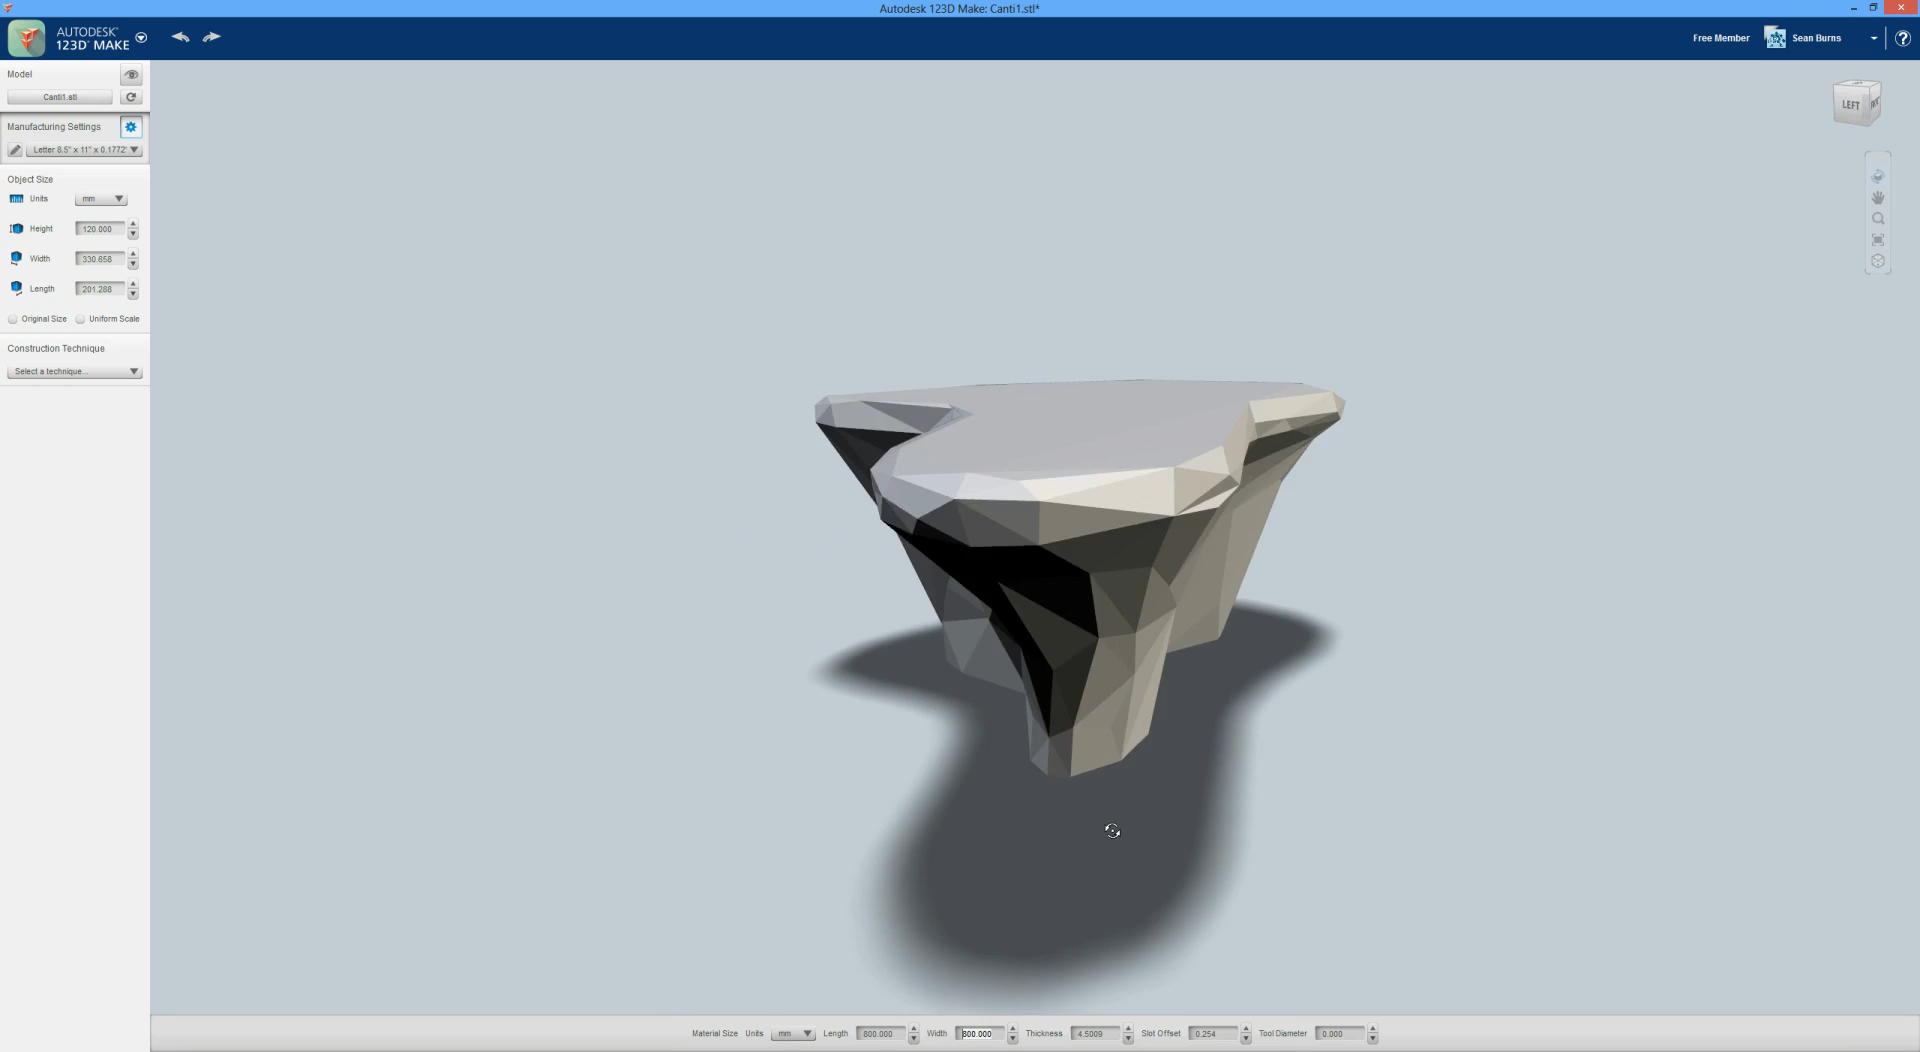 Autodesk 123D Make: Canti1.stl*
AUTODESK®
123D® MAKE
Free Member
Sean Burns
Model
Canti1.stl
Manufacturing Settings
Letter 8.5" x 11" x 0.1772"
Object Size
Units mm
Height 120.000
Width 330.658
Length 201.288
Original Size Uniform Scale
Construction Technique
Select a technique...
LEFT
Material Size Units mm Length 800.000 Width 800.000 Thickness 4.5009 Slot Offset 0.254 Tool Diameter 0.000